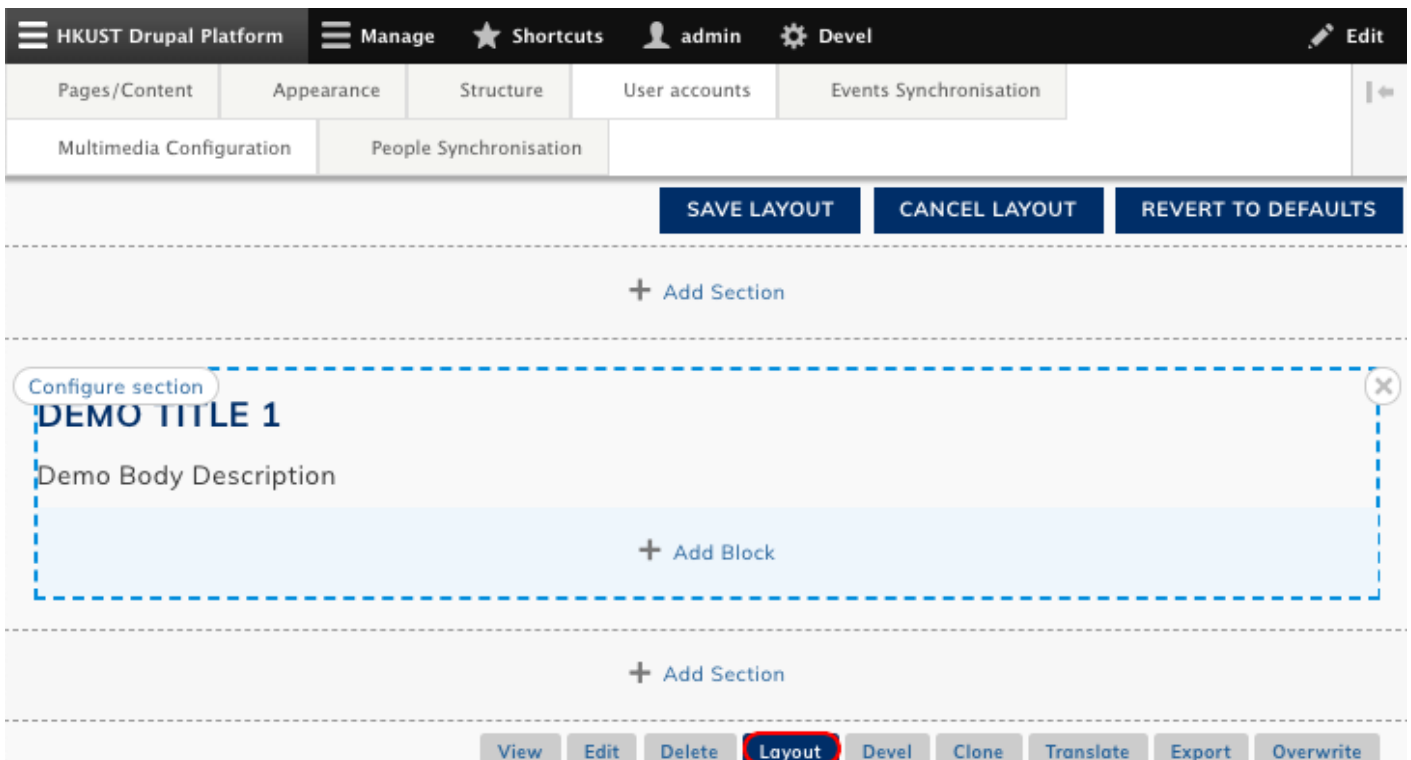 HKUST Drupal Platform Manage Shortcuts admin Devel Edit
Pages/Content Appearance Structure User accounts Events Synchronisation
Multimedia Configuration People Synchronisation
SAVE LAYOUT CANCEL LAYOUT REVERT TO DEFAULTS
Add Section
Configure section
DEMO TITLE 1
Demo Body Description
Add Block
Add Section
View Edit Delete Layout Devel Clone Translate Export Overwrite